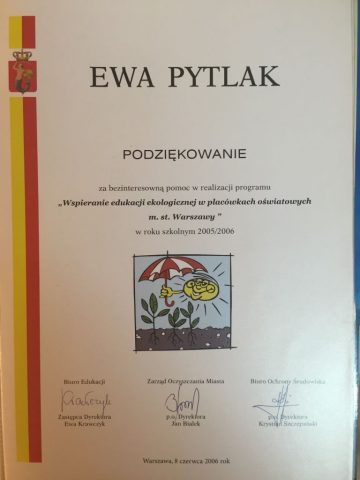 EWA PYTLAK
PODZIĘKOWANIE
za bezinteresowną pomoc w realizacji programu
„Wspieranie edukacji ekologicznej w placówkach oświatowych
m. st. Warszawy ”
w roku szkolnym 2005/2006
Biuro Edukacji
Zastępca Dyrektora
Ewa Krawczyk
Zarząd Oczyszczania Miasta
p.o. Dyrektora
Jan Białek
Biuro Ochrony Środowiska
p.o. Dyrektora
Krystian Szczepański
Warszawa, 8 czerwca 2006 rok